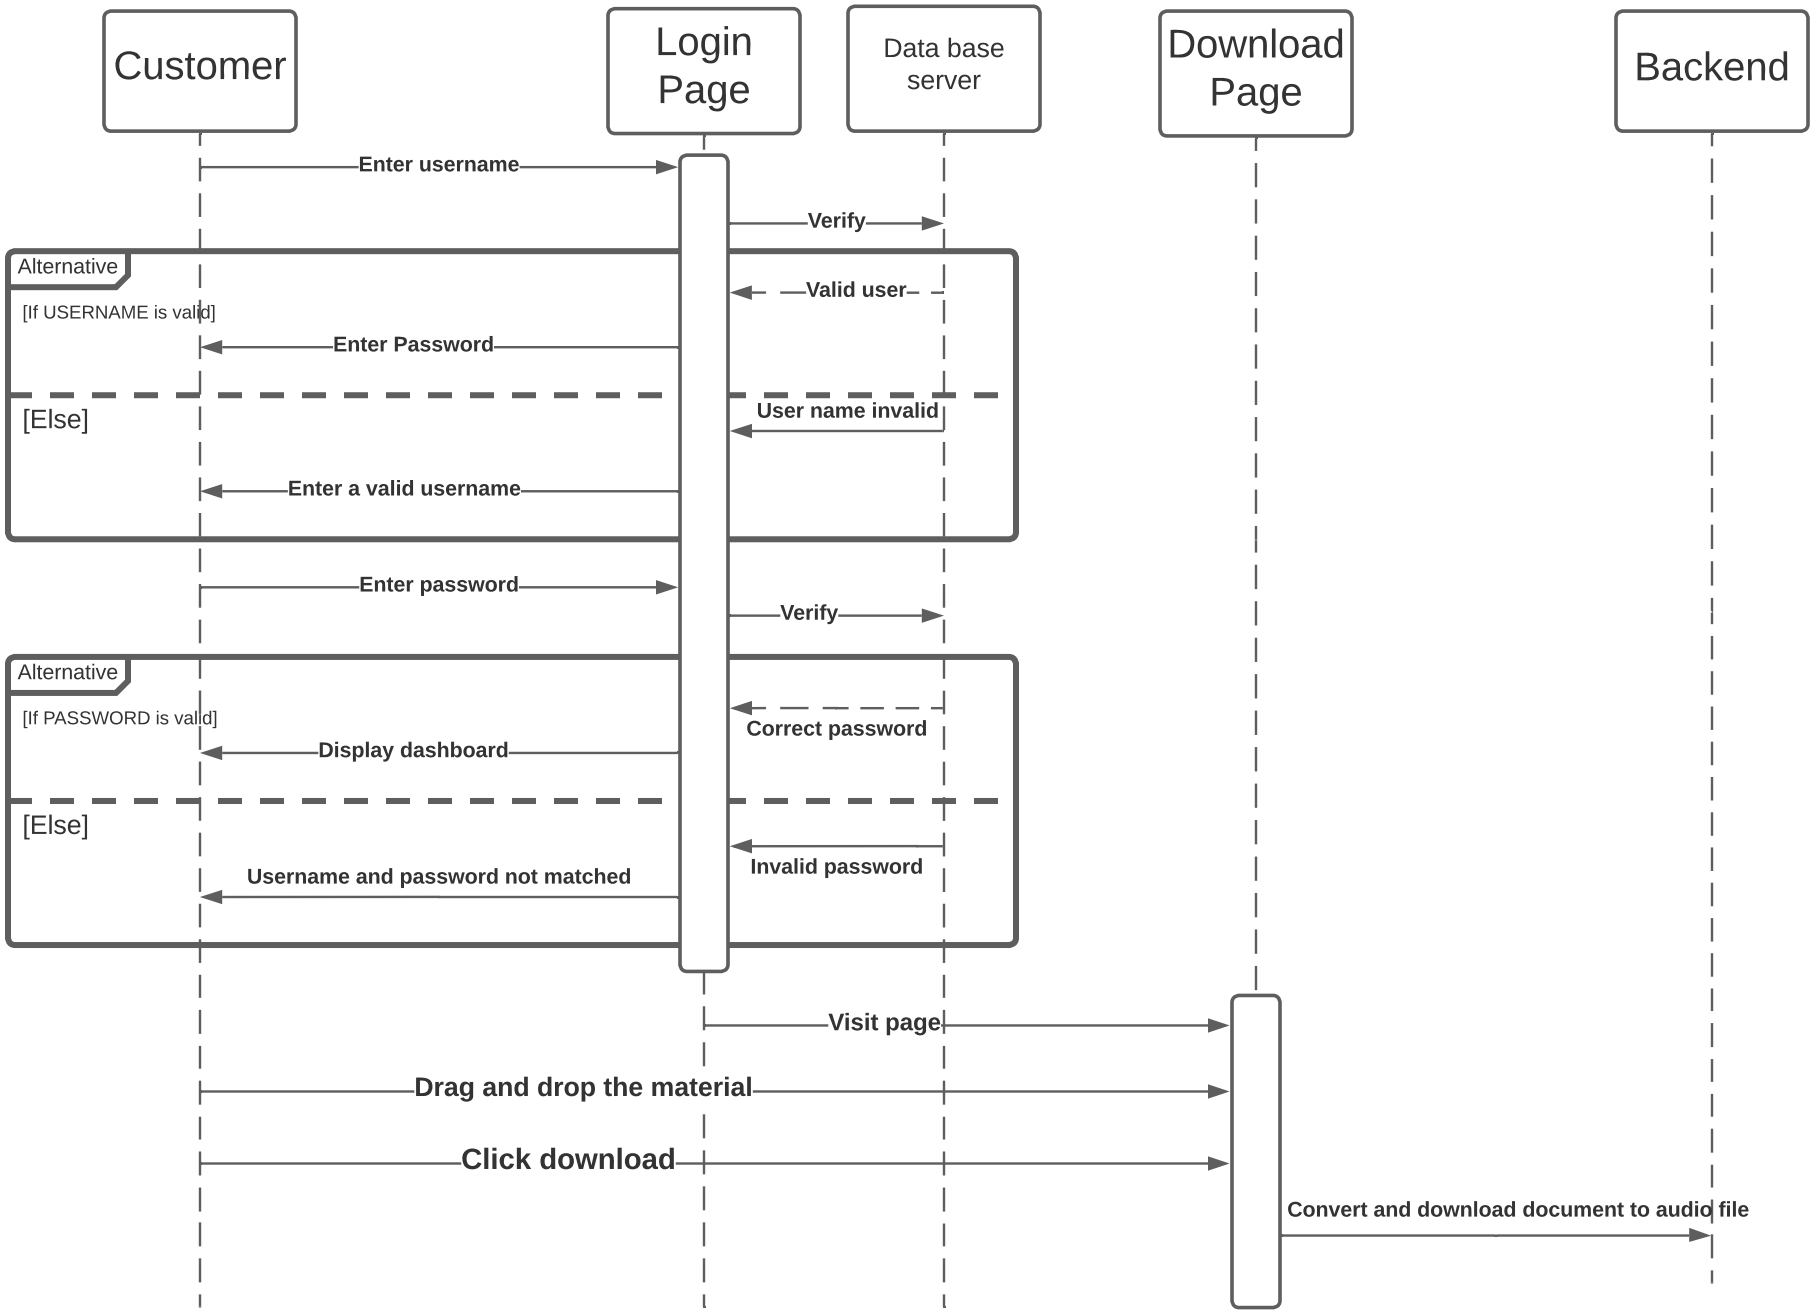 Customer
Login
Page
Data base
server
Download
Page
Backend
Enter username
Verify
Alternative
Valid user
[If USERNAME is valid]
Enter Password
[Else]
User name invalid
Enter a valid username
Enter password
Verify
Alternative
[If PASSWORD is valid]
Correct password
Display dashboard
[Else]
Invalid password
Username and password not matched
Visit page
Drag and drop the material
Click download
Convert and download document to audio file